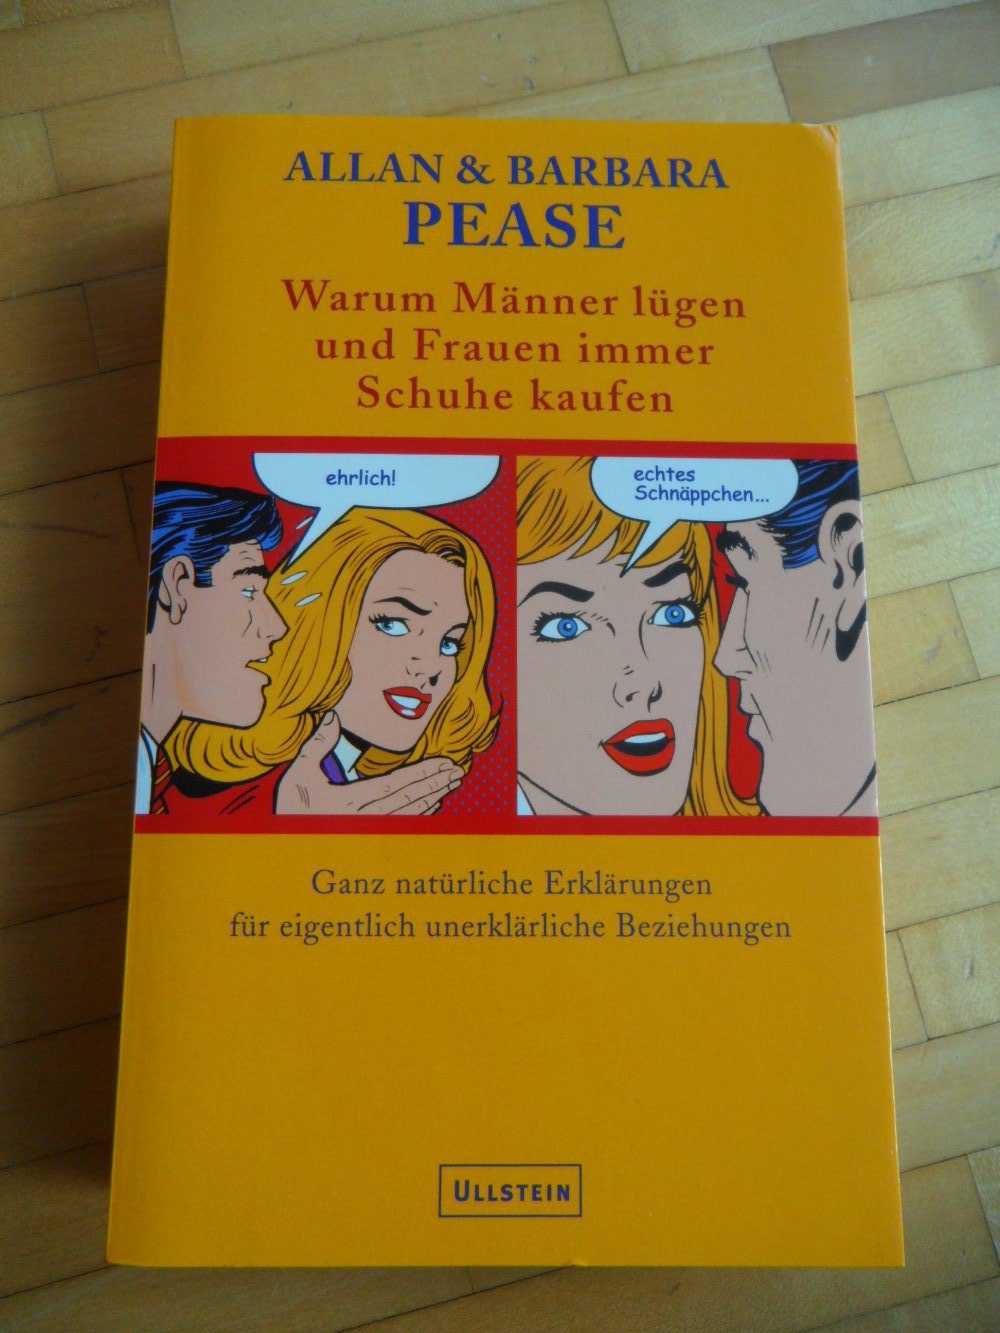 ALLAN & BARBARA
PEASE
Warum Männer lügen
und Frauen immer
Schuhe kaufen
ehrlich!
echtes
Schnäppchen...
Ganz natürliche Erklärungen
für eigentlich unerklärliche Beziehungen
ULLSTEIN